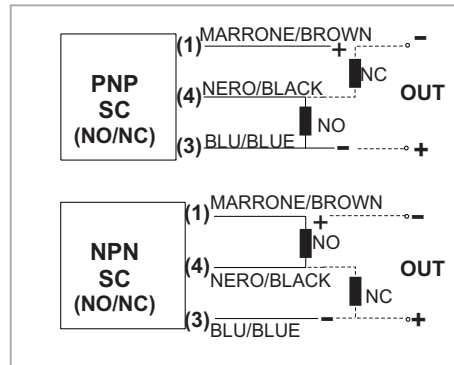 (1) MARRONE/BROWN
+ -
NC
PNP
SC
(NO/NC)
(4) NERO/BLACK
OUT
NO
(3) BLU/BLUE
- +
(1) MARRONE/BROWN
+ -
NO
NPN
SC
(NO/NC)
(4)
NERO/BLACK
OUT
NC
(3)
BLU/BLUE
- +